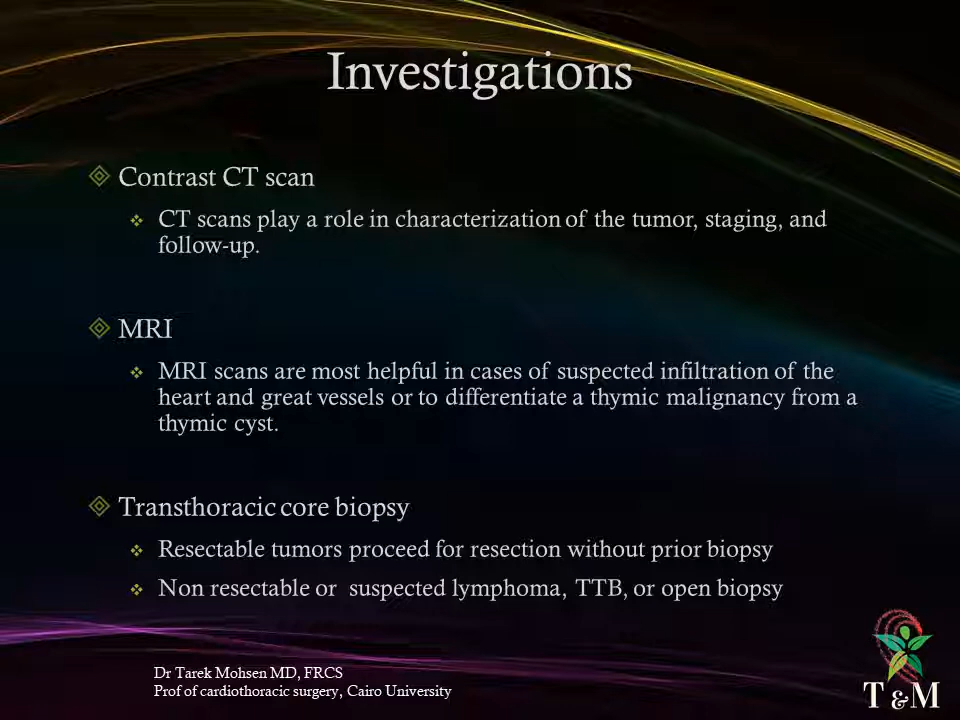 Investigations
Contrast CT scan
CT scans play a role in characterization of the tumor, staging, and
follow-up.
MRI
MRI scans are most helpful in cases of suspected infiltration of the
heart and great vessels or to differentiate a thymic malignancy from a
thymic cyst.
Transthoracic core biopsy
Resectable tumors proceed for resection without prior biopsy
Non resectable or suspected lymphoma, TTB, or open biopsy
Dr Tarek Mohsen MD, FRCS
Prof of cardiothoracic surgery, Cairo University
T & M